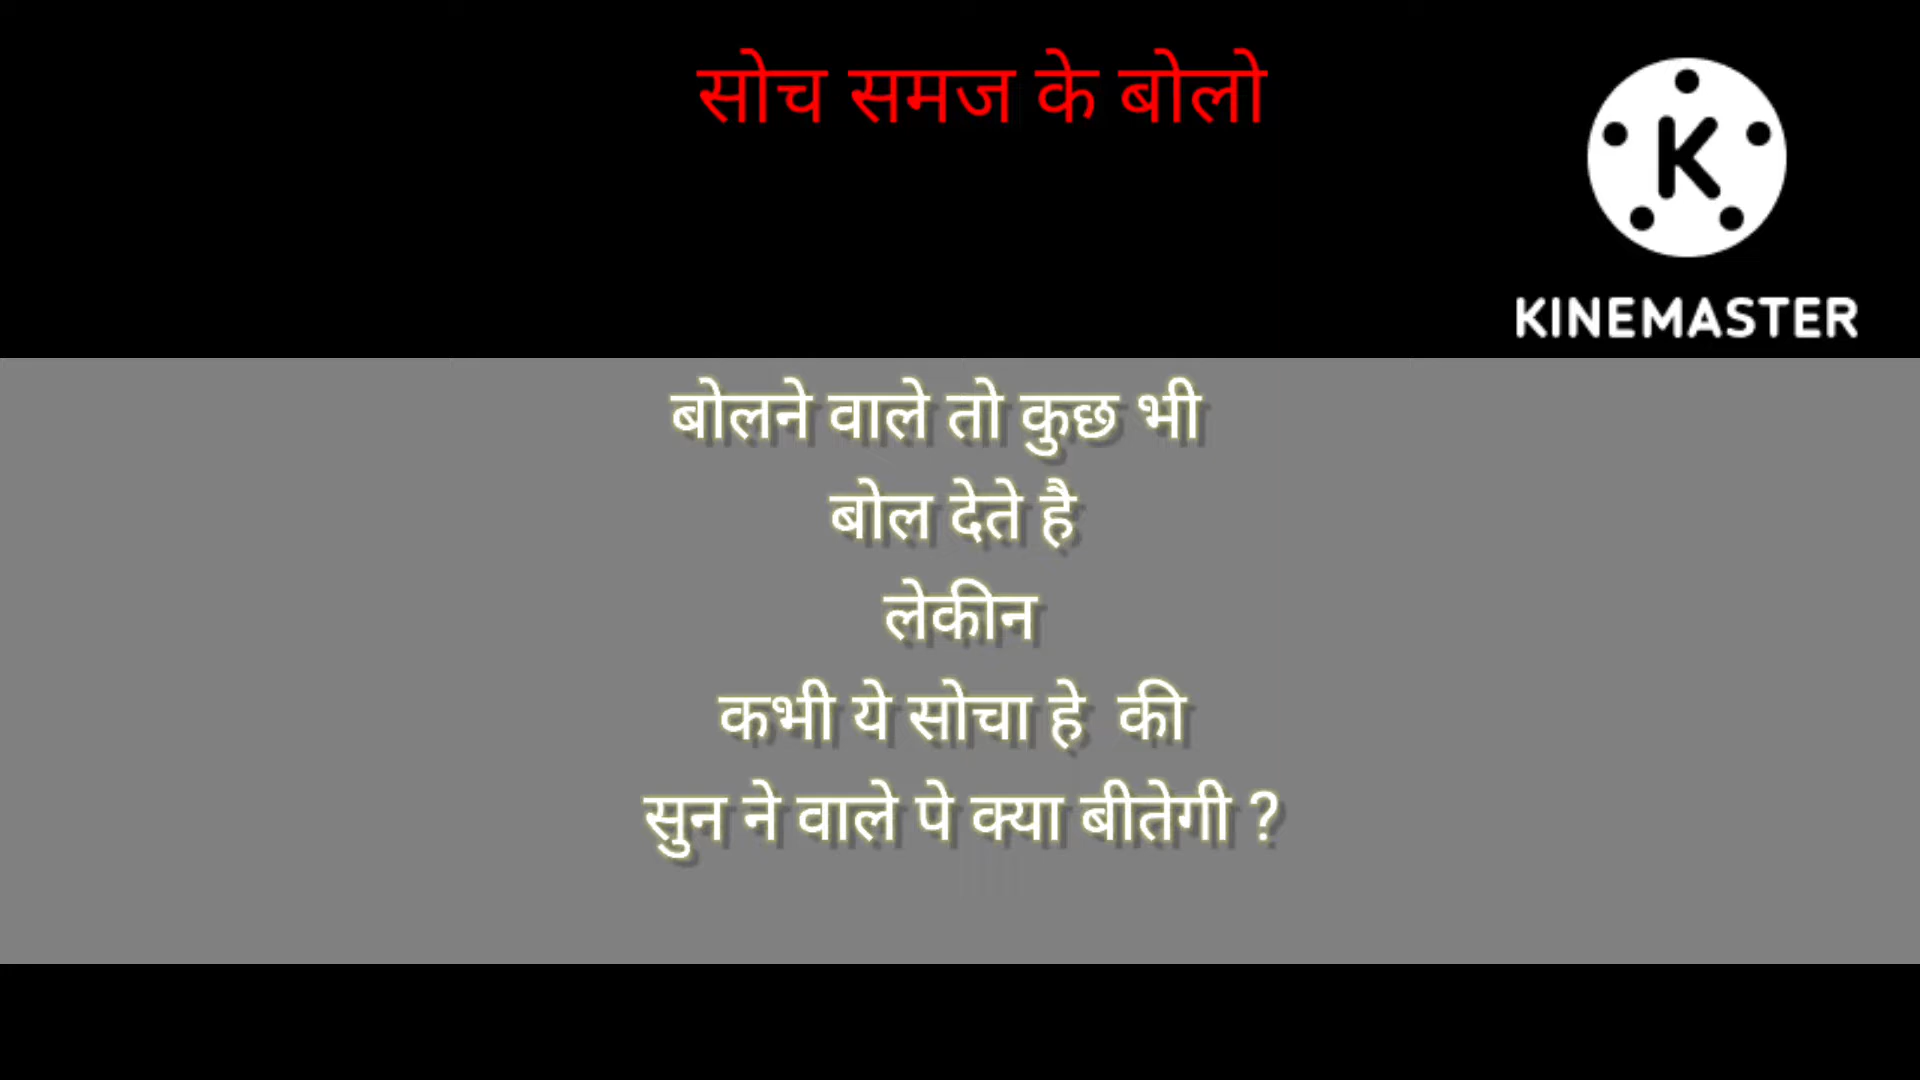 सोच समज के बोलो
K
KINEMASTER
बोलने वाले तो कुछ भी
बोल देते है
लेकीन
कभी ये सोचा हे की
सुन ने वाले पे क्या बीतेगी ?